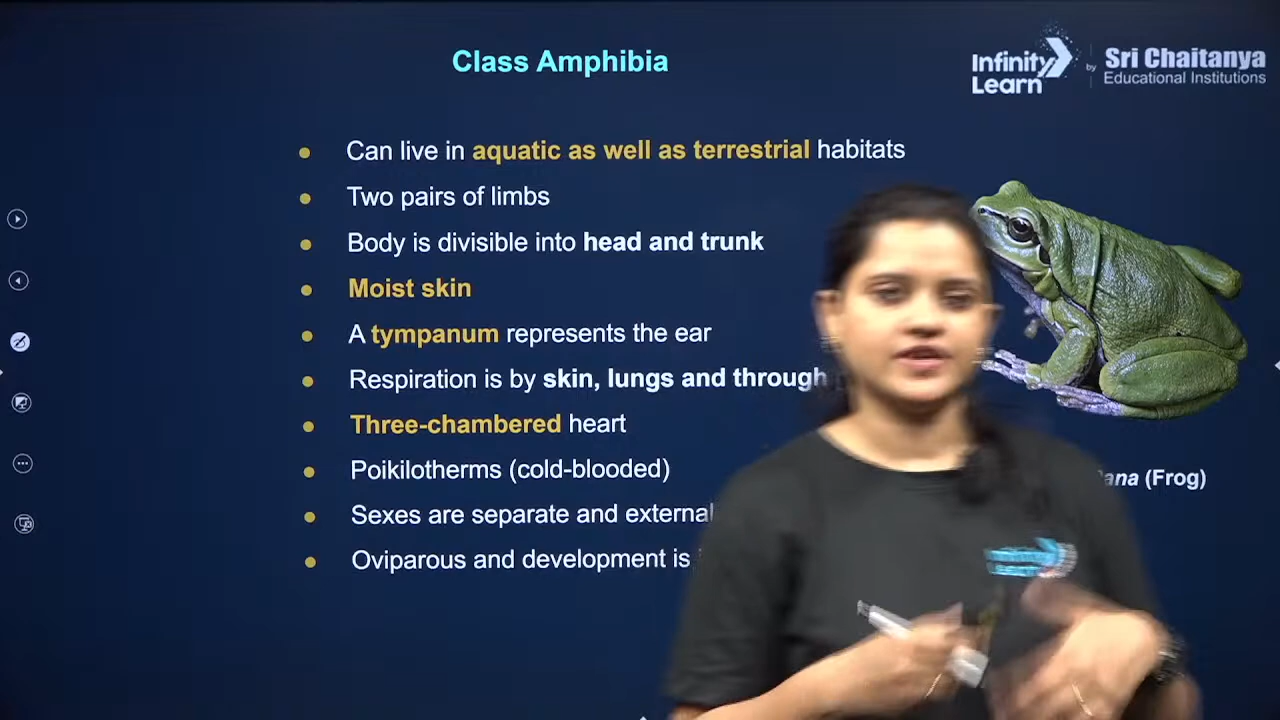 Class Amphibia
Infinity Learn
by
Sri Chaitanya
Educational Institutions
Can live in aquatic as well as terrestrial habitats
Two pairs of limbs
Body is divisible into head and trunk
Moist skin
A tympanum represents the ear
Respiration is by skin, lungs and through
Three-chambered heart
Poikilotherms (cold-blooded)
Sexes are separate and external
Oviparous and development is
(Frog)
Infinity
Learn